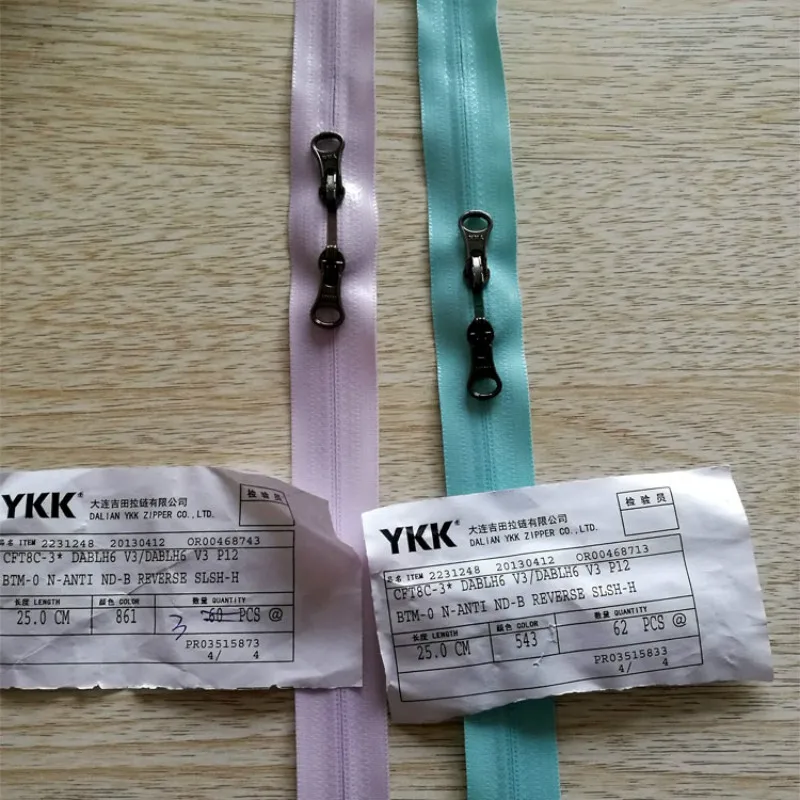 YKK
YKK
YKK® 大连吉田拉链有限公司 检验员
DALIAN YKK ZIPPER CO.,LTD.
品名 ITEM 2231248 20130412 OR00468743
CFT8C-3* DABLH6 V3/DABLH6 V3 P12
BTM-0 N-ANTI ND-B REVERSE SLSH-H
长度 LENGTH 颜色 COLOR 数量 QUANTITY
25.0 CM 861 60 PCS @
3
PR03515873
4/ 4
YKK® 大连吉田拉链有限公司 检验员
DALIAN YKK ZIPPER CO.,LTD.
品名 ITEM 2231248 20130412 OR00468713
CFT8C-3* DABLH6 V3/DABLH6 V3 P12
BTM-0 N-ANTI ND-B REVERSE SLSH-H
长度 LENGTH 颜色 COLOR 数量 QUANTITY
25.0 CM 543 62 PCS @
PR03515833
4/ 4